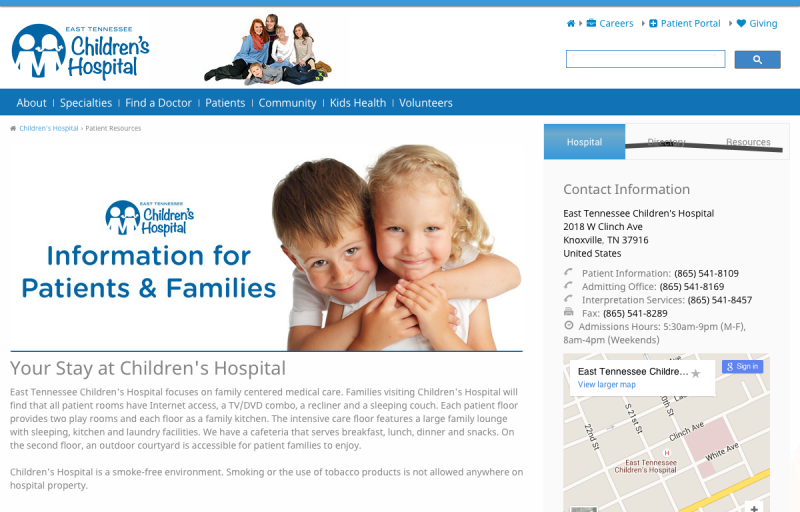 EAST TENNESSEE
Children's
Hospital
Careers
Patient Portal
Giving
About | Specialties | Find a Doctor | Patients | Community | Kids Health | Volunteers
Children's Hospital › Patient Resources
EAST TENNESSEE
Children's
Hospital
Information for
Patients & Families
Your Stay at Children's Hospital
East Tennessee Children's Hospital focuses on family centered medical care. Families visiting Children's Hospital will
find that all patient rooms have Internet access, a TV/DVD combo, a recliner and a sleeping couch. Each patient floor
provides two play rooms and each floor as a family kitchen. The intensive care floor features a large family lounge
with sleeping, kitchen and laundry facilities. We have a cafeteria that serves breakfast, lunch, dinner and snacks. On
the second floor, an outdoor courtyard is accessible for patient families to enjoy.
Children's Hospital is a smoke-free environment. Smoking or the use of tobacco products is not allowed anywhere on
hospital property.
Hospital
Directory
Resources
Contact Information
East Tennessee Children's Hospital
2018 W Clinch Ave
Knoxville, TN 37916
United States
Patient Information: (865) 541-8109
Admitting Office: (865) 541-8169
Interpretation Services: (865) 541-8457
Fax: (865) 541-8289
Admissions Hours: 5:30am-9pm (M-F),
8am-4pm (Weekends)
East Tennessee Childre...
View larger map
8 Sign in
22nd St
S 21st St
Clinch Ave
White Ave
H
East Tennessee
Children's Hospital
+